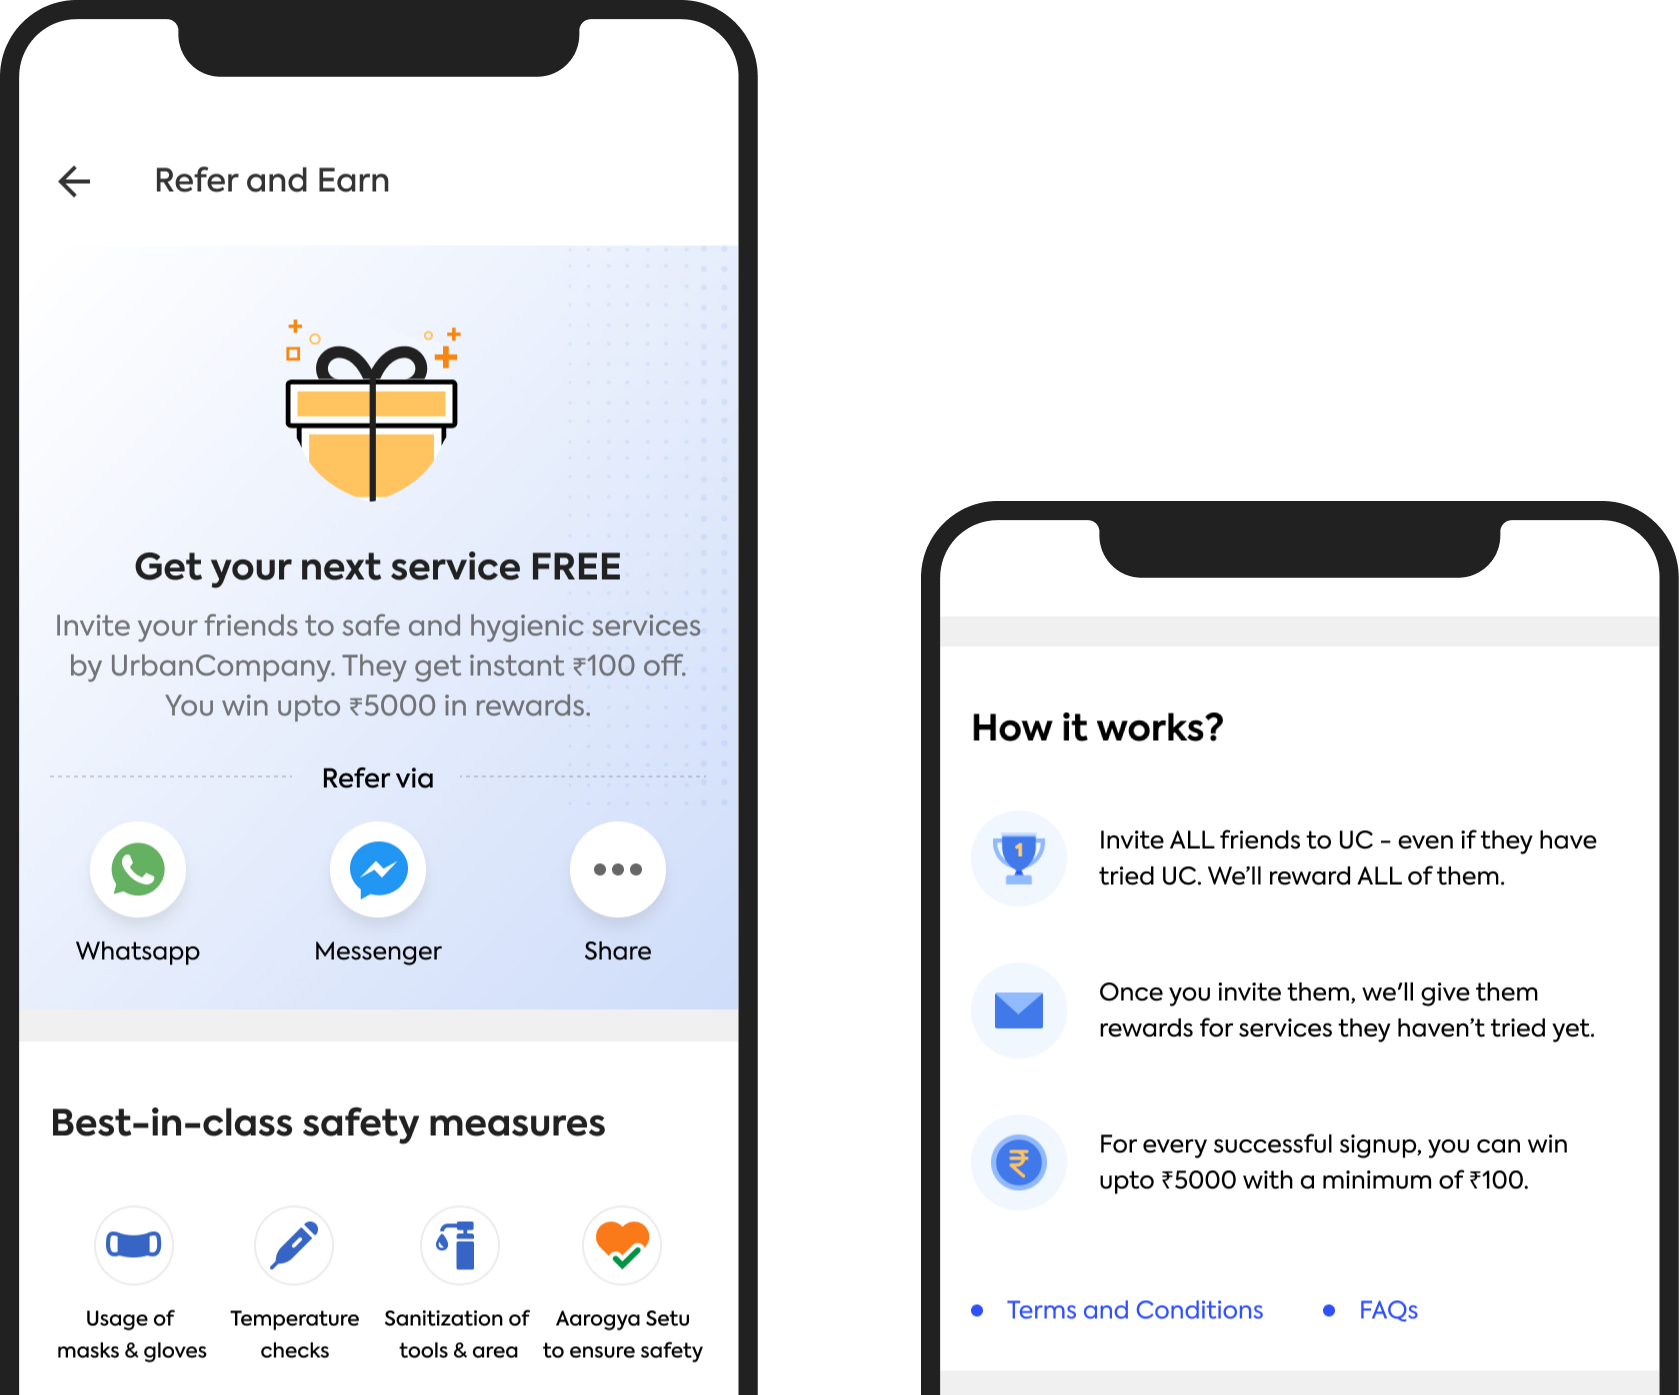 Refer and Earn
Get your next service FREE
Invite your friends to safe and hygienic services
by UrbanCompany. They get instant ₹100 off.
You win upto ₹5000 in rewards.
Refer via
Whatsapp
Messenger
Share
Best-in-class safety measures
Usage of
masks & gloves
Temperature
checks
Sanitization of
tools & area
Aarogya Setu
to ensure safety
How it works?
1
Invite ALL friends to UC - even if they have
tried UC. We’ll reward ALL of them.
Once you invite them, we'll give them
rewards for services they haven’t tried yet.
₹
For every successful signup, you can win
upto ₹5000 with a minimum of ₹100.
Terms and Conditions
FAQs